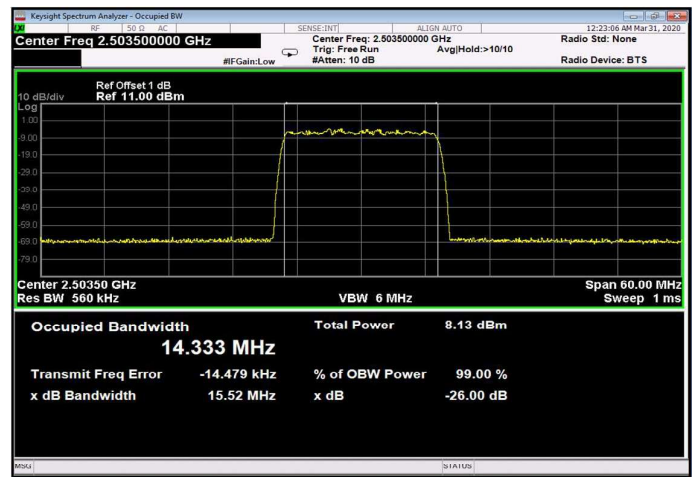 Keysight Spectrum Analyzer - Occupied BW
LXI RF 50 Ω AC SENSE:INT ALIGN AUTO 12:23:06 AM Mar 31, 2020
Center Freq 2.503500000 GHz Center Freq: 2.503500000 GHz Radio Std: None
Trig: Free Run Avg|Hold:>10/10
#IFGain:Low #Atten: 10 dB Radio Device: BTS
Ref Offset 1 dB
10 dB/div Ref 11.00 dBm
Log
1.00
-9.00
-19.0
-29.0
-39.0
-49.0
-59.0
-69.0
-79.0
Center 2.50350 GHz Span 60.00 MHz
Res BW 560 kHz VBW 6 MHz Sweep 1 ms
Occupied Bandwidth Total Power 8.13 dBm
14.333 MHz
Transmit Freq Error -14.479 kHz % of OBW Power 99.00 %
x dB Bandwidth 15.52 MHz x dB -26.00 dB
MSG STATUS